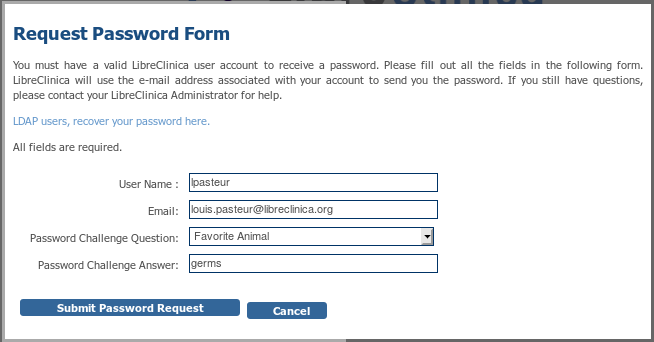 Request Password Form
You must have a valid LibreClinica user account to receive a password. Please fill out all the fields in the following form.
LibreClinica will use the e-mail address associated with your account to send you the password. If you still have questions,
please contact your LibreClinica Administrator for help.
LDAP users, recover your password here.
All fields are required.
User Name : lpasteur
Email: louis.pasteur@libreclinica.org
Password Challenge Question: Favorite Animal
Password Challenge Answer: germs
Submit Password Request Cancel